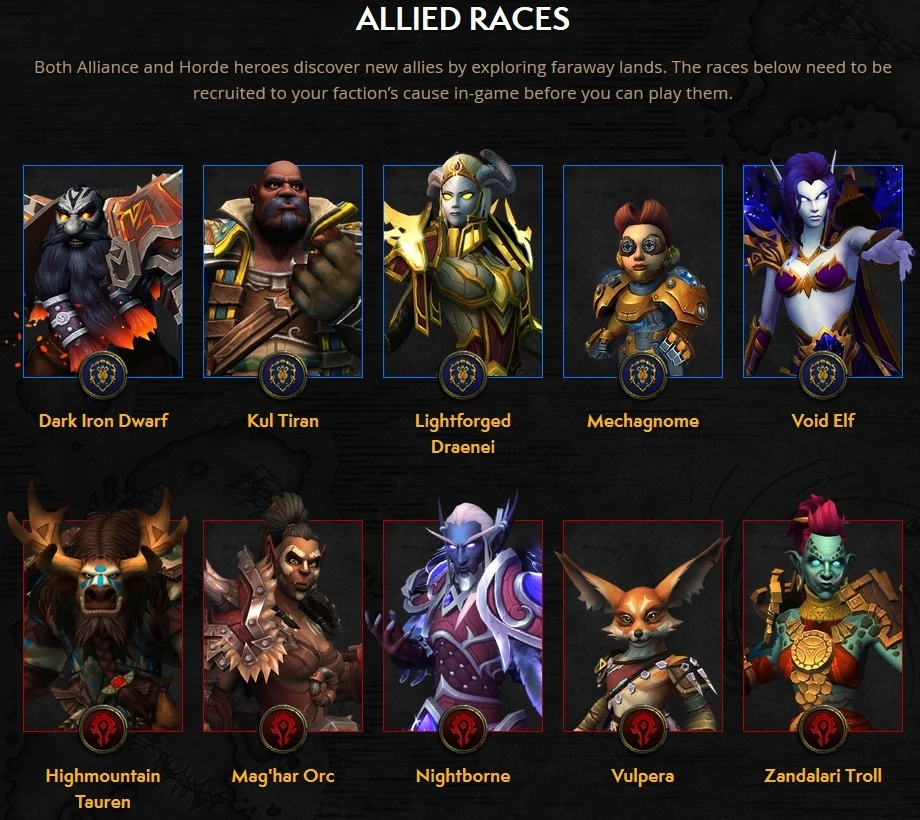 ALLIED RACES
Both Alliance and Horde heroes discover new allies by exploring faraway lands. The races below need to be
recruited to your faction's cause in-game before you can play them.
Dark Iron Dwarf
Kul Tiran
Lightforged
Draenei
Mechagnome
Void Elf
Highmountain
Tauren
Mag'har Orc
Nightborne
Vulpera
Zandalari Troll